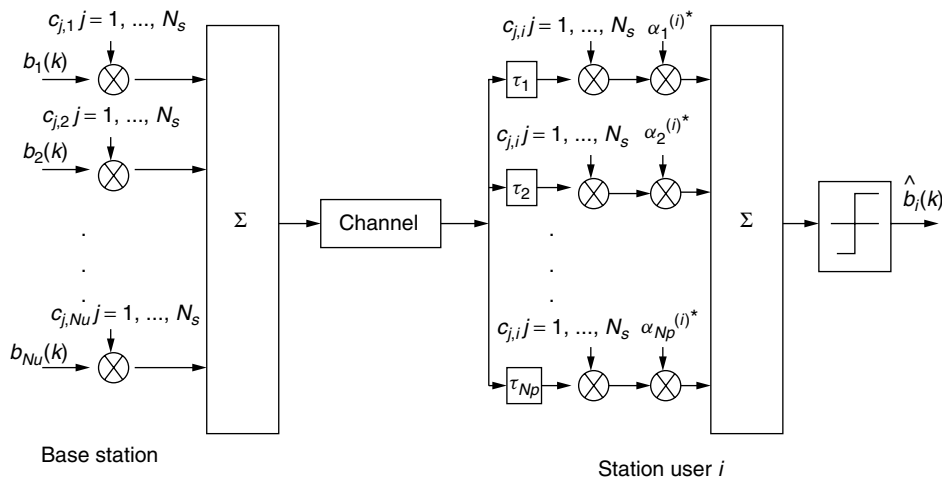 c_{j,1} j = 1, ..., N_s
b_1(k)
c_{j,2} j = 1, ..., N_s
b_2(k)
.
.
.
c_{j,Nu} j = 1, ..., N_s
b_{Nu}(k)
Σ
Base station
Channel
c_{j,i} j = 1, ..., N_s α_1^{(i)*}
τ_1
c_{j,i} j = 1, ..., N_s α_2^{(i)*}
τ_2
.
.
.
.
.
.
c_{j,i} j = 1, ..., N_s α_{Np}^{(i)*}
τ_{Np}
Σ
b̂_i(k)
Station user i